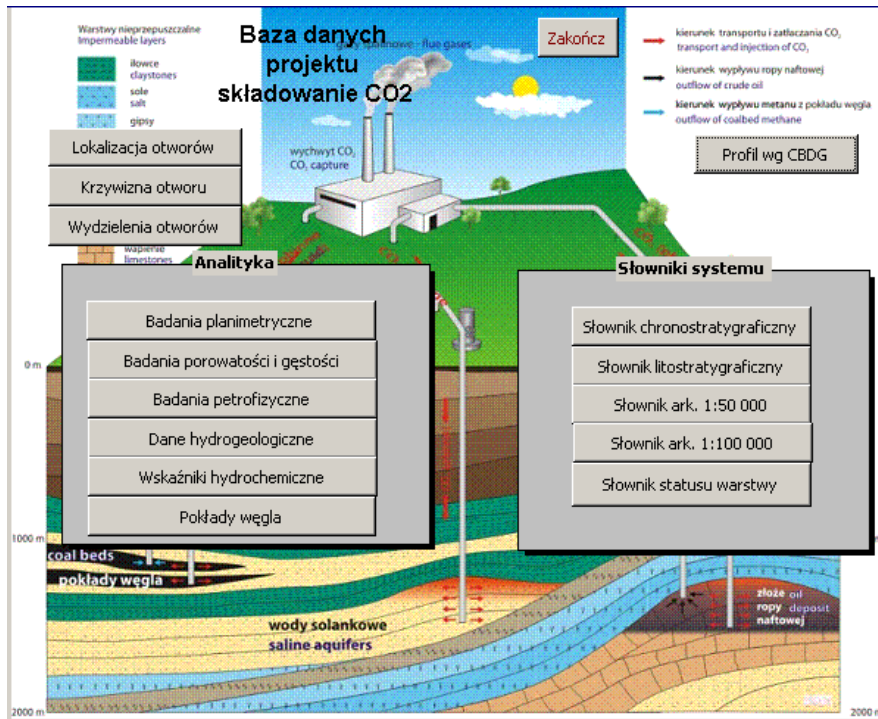 Warstwy nieprzepuszczalne
Impermeable layers
iłowce
claystones
sole
salt
gipsy
Baza danych
projektu
składowanie CO2
gazy spalinowe - flue gases
Zakończ
kierunek transportu i zatłaczania CO₂
transport and injection of CO₂
kierunek wypływu ropy naftowej
outflow of crude oil
kierunek wypływu metanu z pokładu węgla
outflow of coalbed methane
wychwyt CO₂
CO₂ capture
Lokalizacja otworów
Krzywizna otworu
Wydzielenia otworów
Profil wg CBDG
wapienie
limestones
Analityka
Badania planimetryczne
Badania porowatości i gęstości
Badania petrofizyczne
Dane hydrogeologiczne
Wskaźniki hydrochemiczne
Pokłady węgla
Słowniki systemu
Słownik chronostratygraficzny
Słownik litostratygraficzny
Słownik ark. 1:50 000
Słownik ark. 1:100 000
Słownik statusu warstwy
0 m
1000 m
coal beds
pokłady węgla
wody solankowe
saline aquifers
złoże oil
ropy deposit
naftowej
2000 m
2000 m